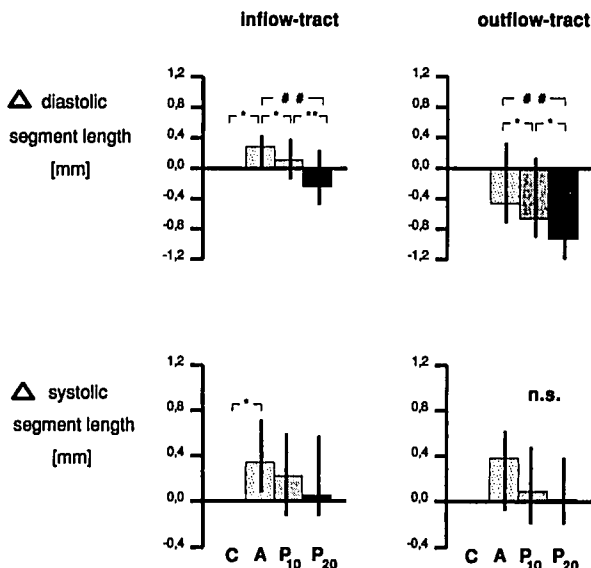 inflow-tract outflow-tract
Δ diastolic
segment length
[mm]
1,2
0,8
0,4
0,0
-0,4
-0,8
-1,2
# #
* * **
1,2
0,8
0,4
0,0
-0,4
-0,8
-1,2
# #
* *
Δ systolic
segment length
[mm]
1,2
0,8
0,4
0,0
-0,4
*
C A P10 P20
1,2
0,8
0,4
0,0
-0,4
n.s.
C A P10 P20